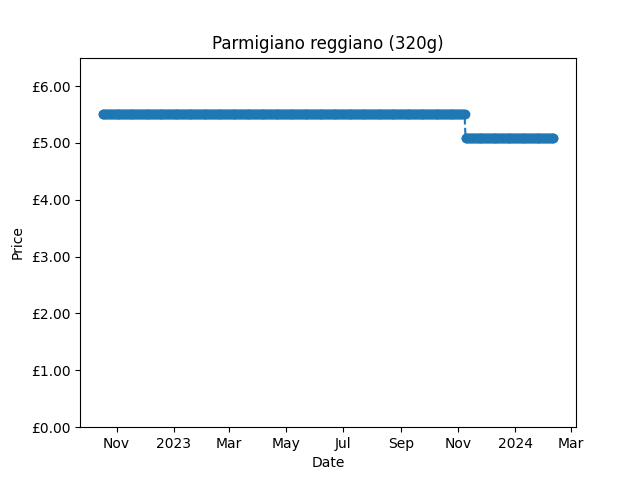 Parmigiano reggiano (320g)
£6.00
£5.00
£4.00
£3.00
£2.00
£1.00
£0.00
Price
Nov 2023 Mar May Jul Sep Nov 2024 Mar
Date